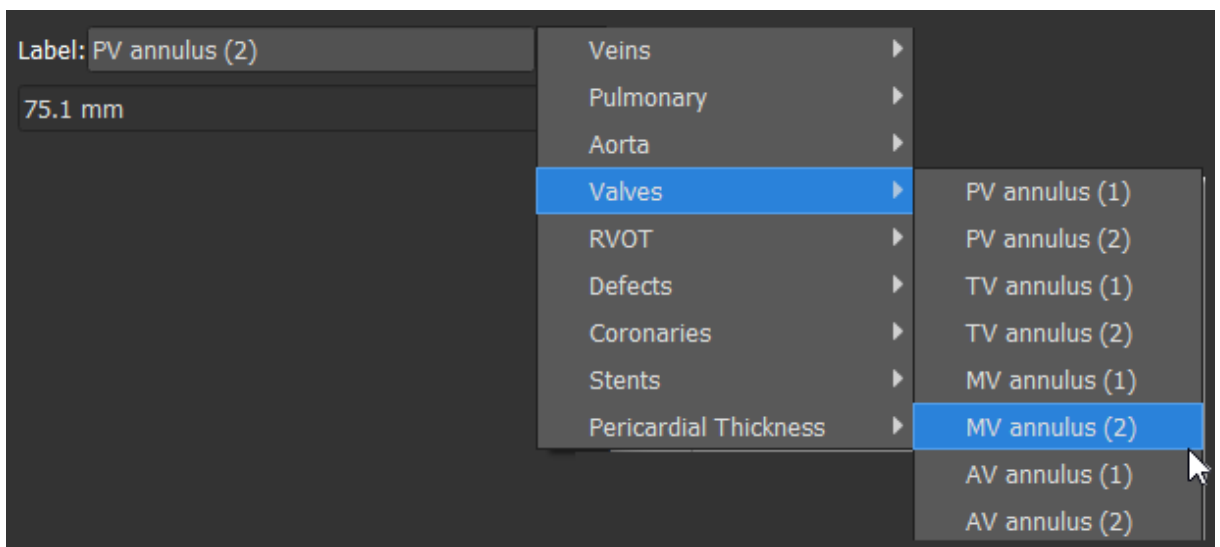 Label: PV annulus (2)
75.1 mm
Veins
Pulmonary
Aorta
Valves
RVOT
Defects
Coronaries
Stents
Pericardial Thickness
PV annulus (1)
PV annulus (2)
TV annulus (1)
TV annulus (2)
MV annulus (1)
MV annulus (2)
AV annulus (1)
AV annulus (2)